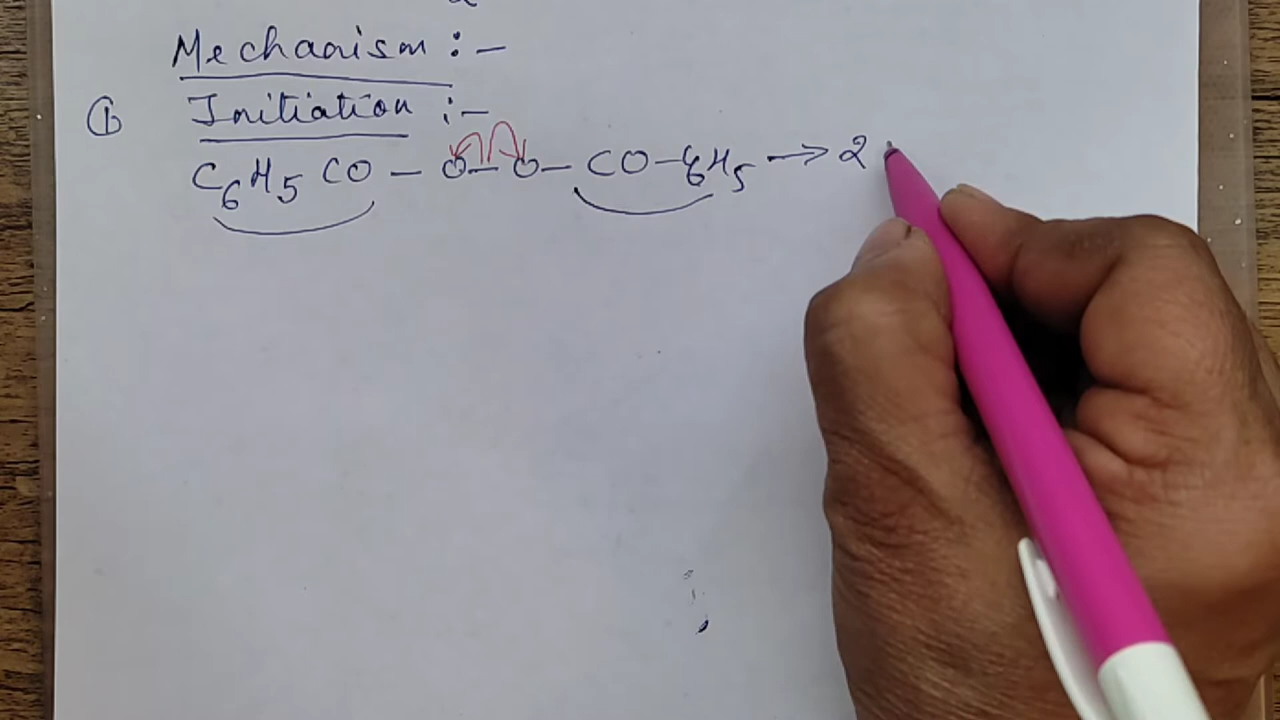 Mechanism :-
① Initiation :-
C6H5CO - O - O - CO - C6H5 → 2